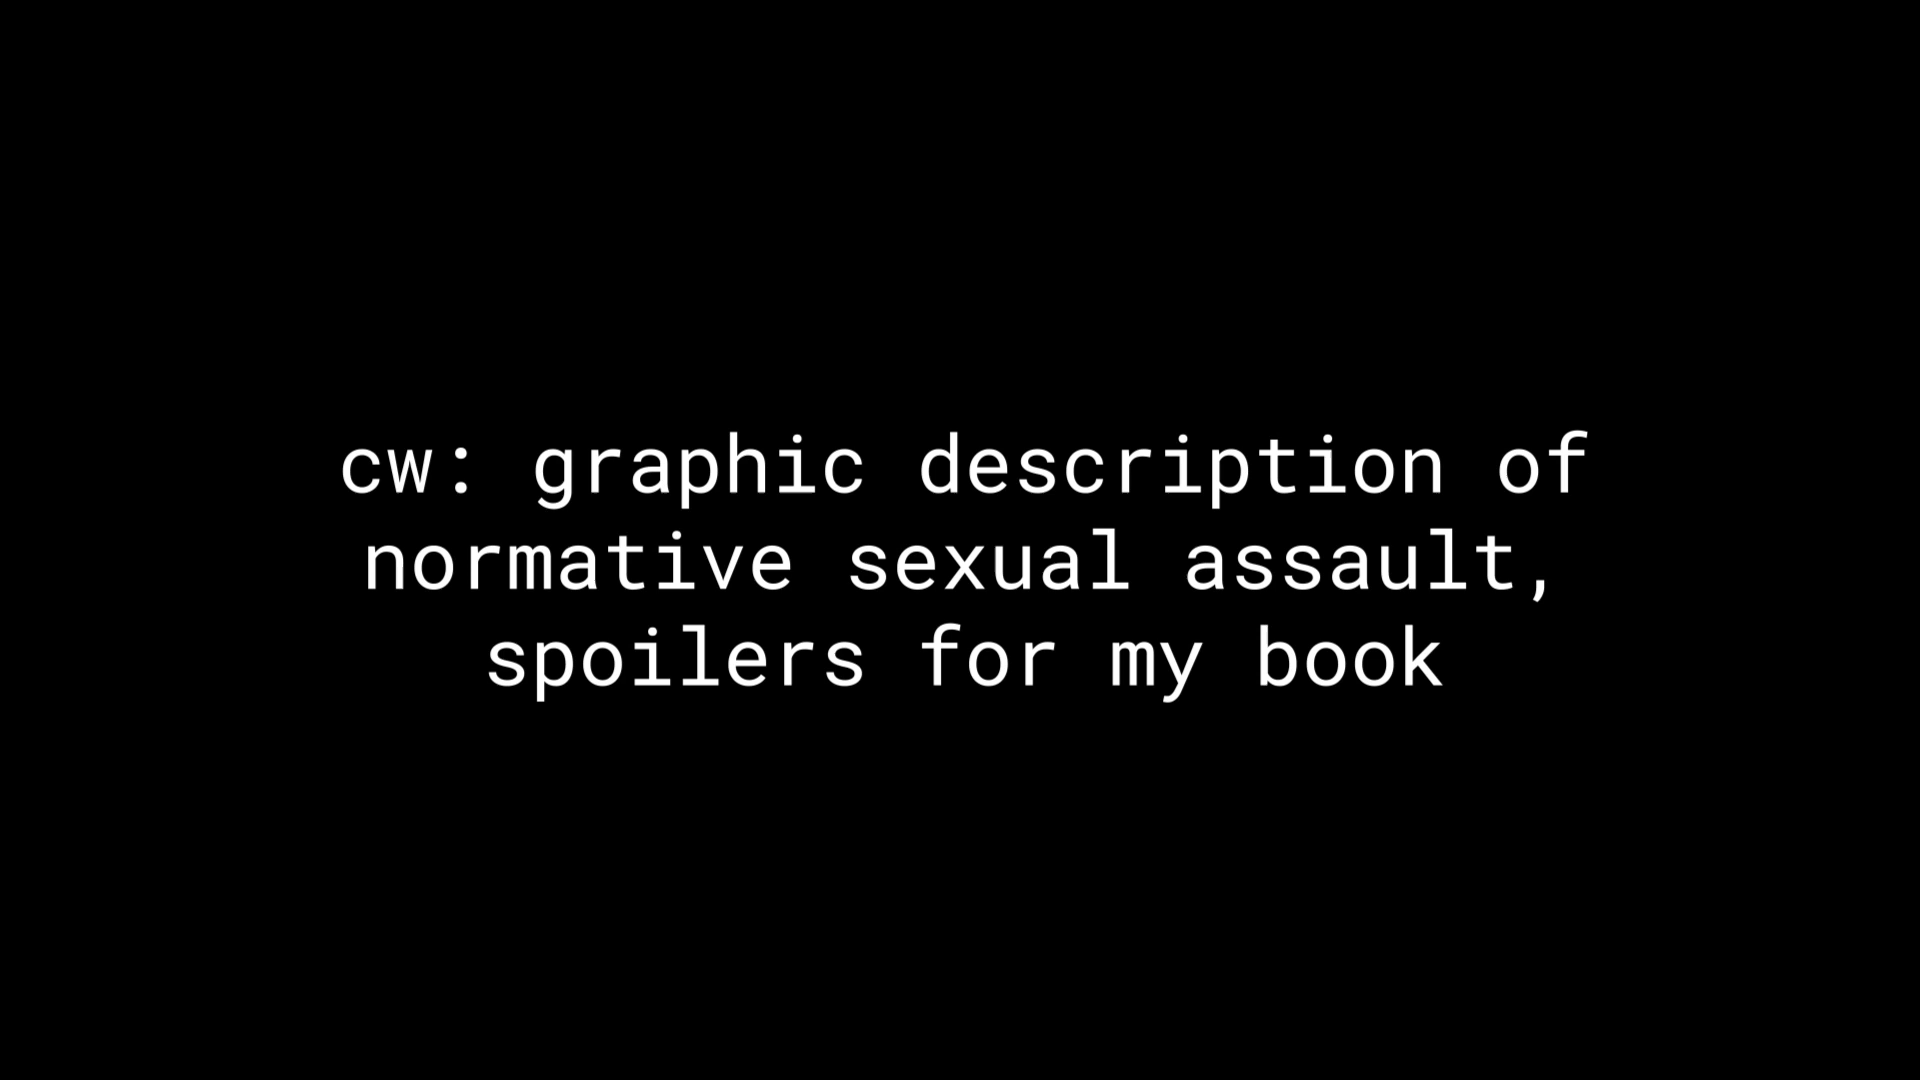 cw: graphic description of
normative sexual assault,
spoilers for my book